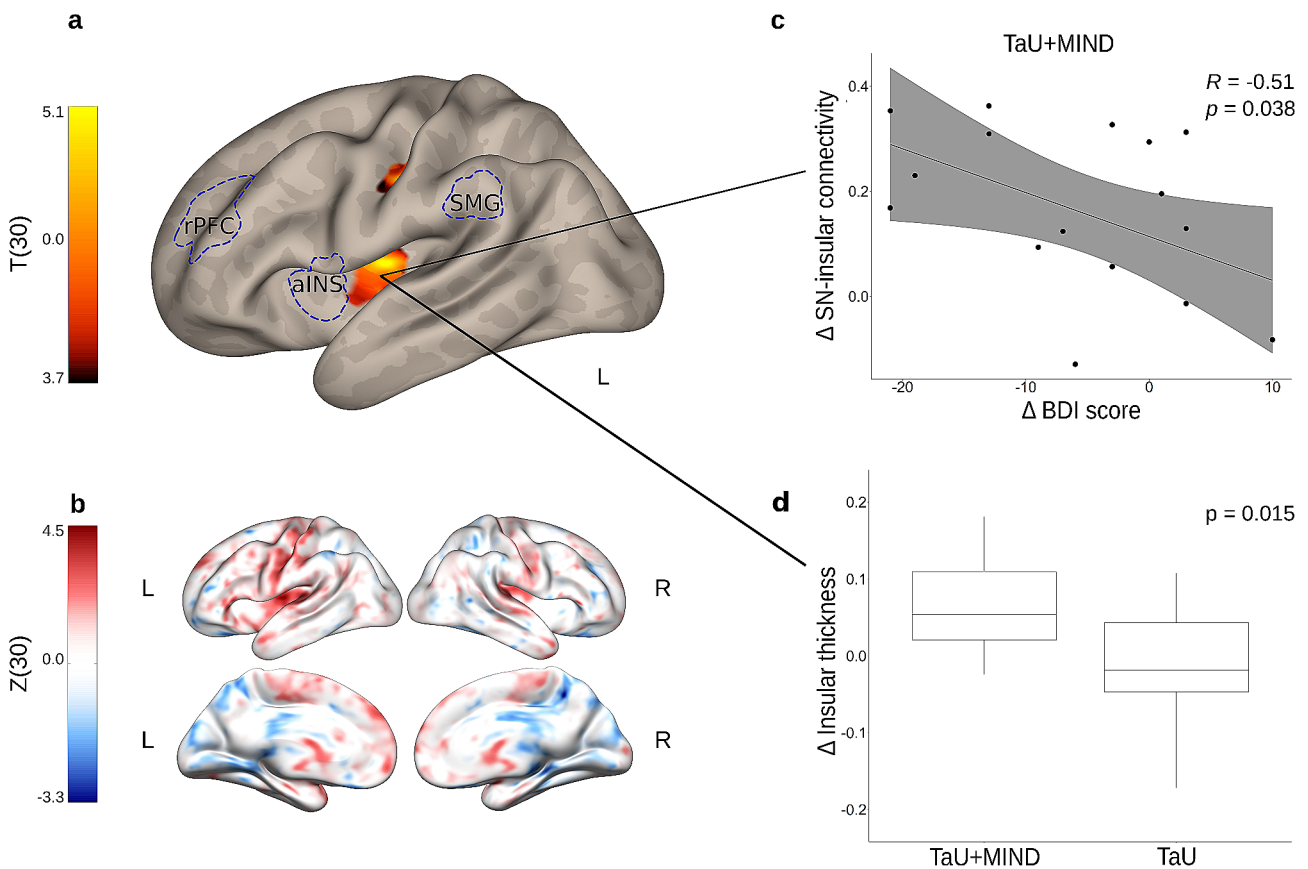 a
T(30)
5.1
0.0
3.7
rPFC
aINS
SMG
L
b
Z(30)
4.5
0.0
-3.3
L
R
L
R
c
TaU+MIND
R = -0.51
p = 0.038
Δ SN-insular connectivity
0.4
0.2
0.0
-20
-10
0
10
Δ BDI score
d
p = 0.015
Δ Insular thickness
0.2
0.1
0.0
-0.1
-0.2
TaU+MIND
TaU